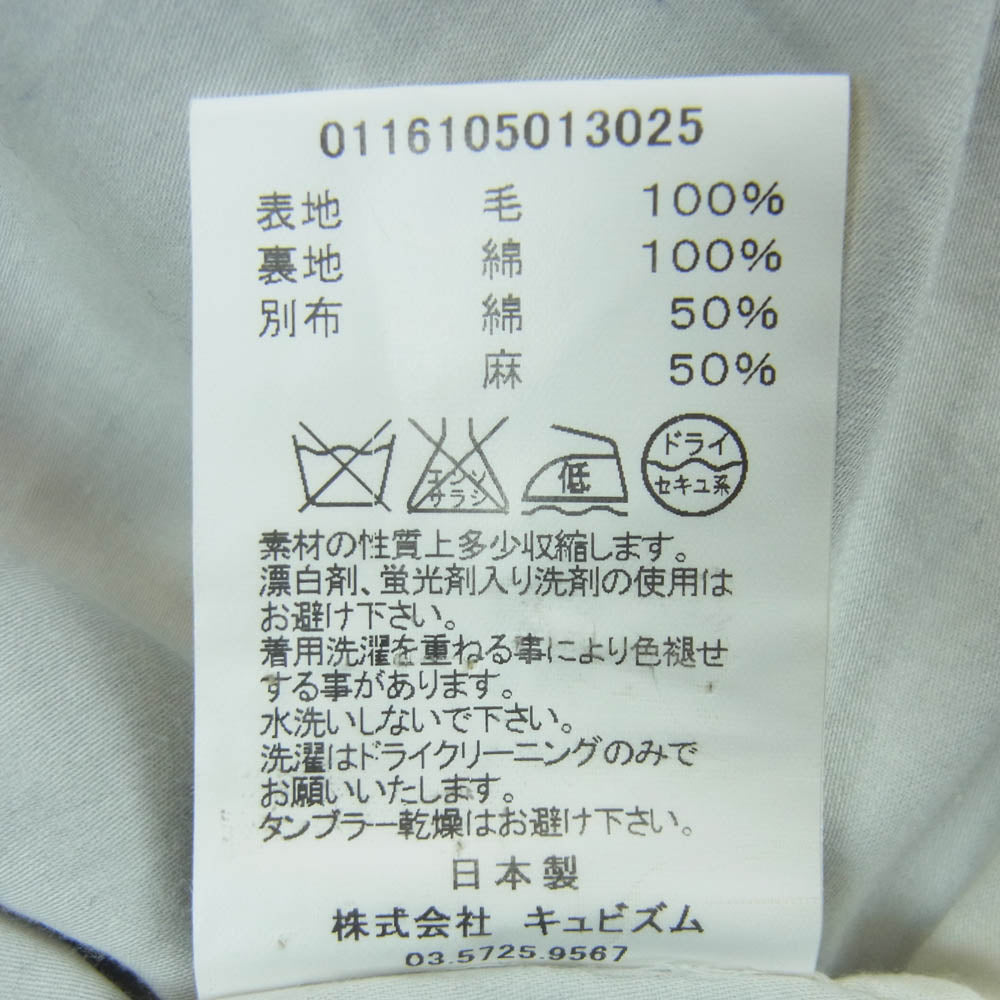 0116105013025
表地 毛 100%
裏地 綿 100%
別布 綿 50%
麻 50%
エンソ
サラシ
低
ドライ
セキユ系
素材の性質上多少収縮します。
漂白剤、蛍光剤入り洗剤の使用は
お避け下さい。
着用洗濯を重ねる事により色褪せ
する事があります。
水洗いしないで下さい。
洗濯はドライクリーニングのみで
お願いいたします。
タンブラー乾燥はお避け下さい。
日本製
株式会社 キュビズム
03.5725.9567